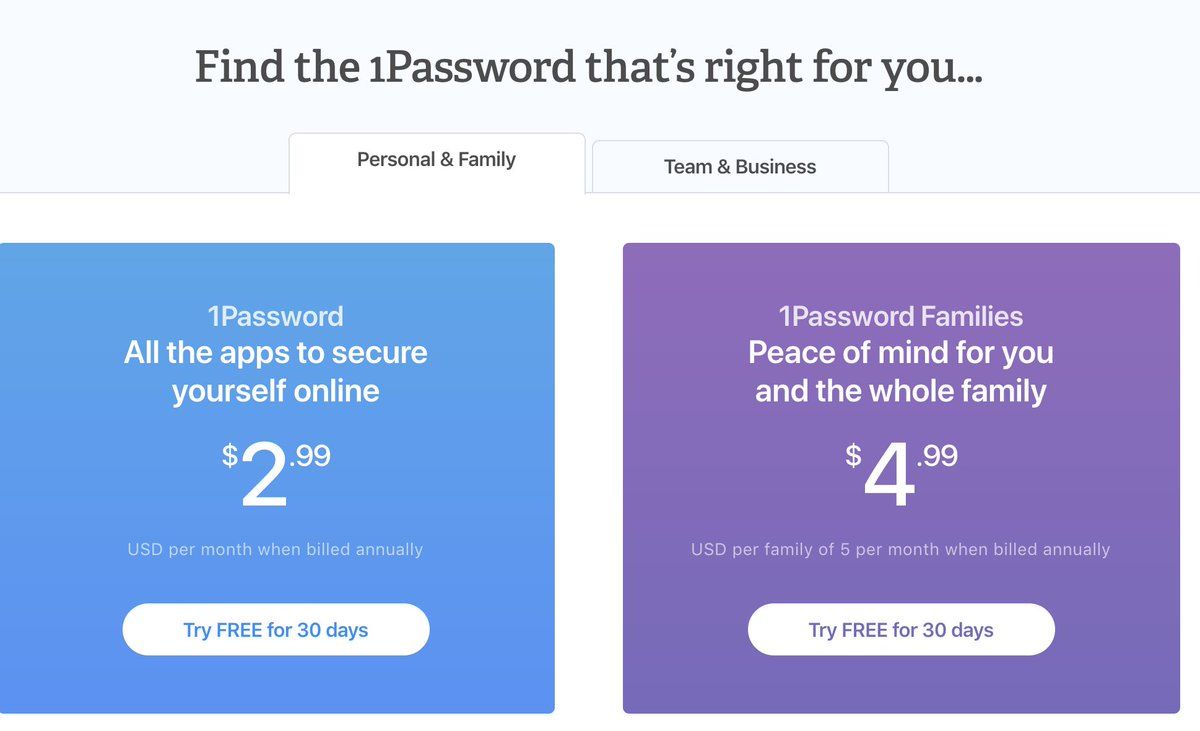 Find the 1Password that’s right for you…
Personal & Family
Team & Business
1Password
All the apps to secure
yourself online
$2.99
USD per month when billed annually
Try FREE for 30 days
1Password Families
Peace of mind for you
and the whole family
$4.99
USD per family of 5 per month when billed annually
Try FREE for 30 days